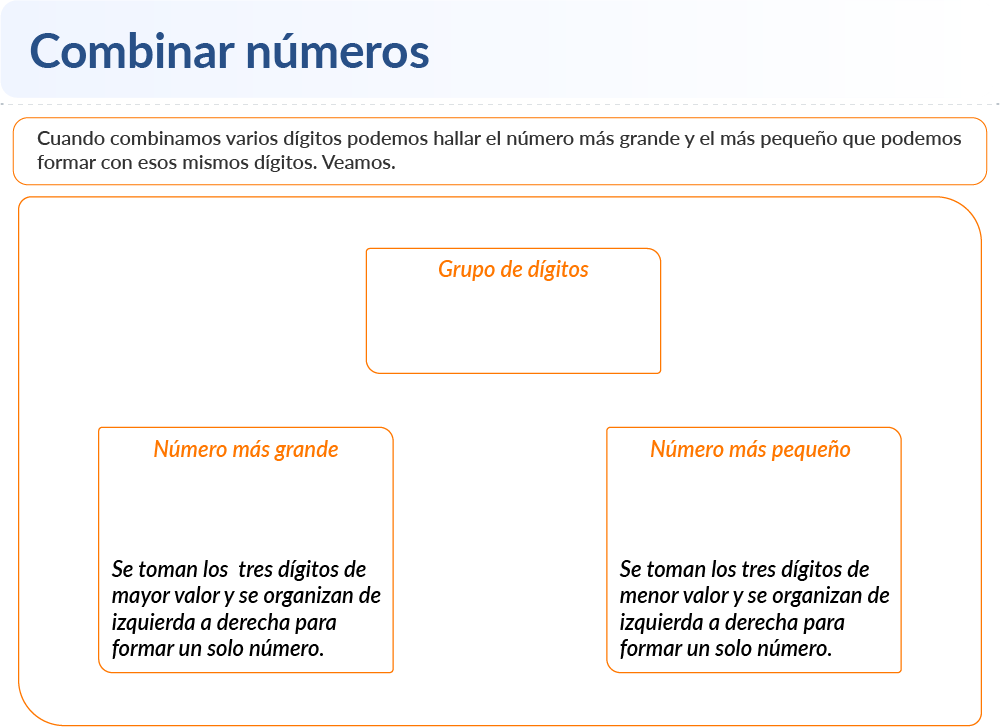 Combinar números
Cuando combinamos varios dígitos podemos hallar el número más grande y el más pequeño que podemos
formar con esos mismos dígitos. Veamos.
Grupo de dígitos
Número más grande
Se toman los  tres dígitos de
mayor valor y se organizan de
izquierda a derecha para
formar un solo número.
Número más pequeño
Se toman los tres dígitos de
menor valor y se organizan de
izquierda a derecha para
formar un solo número.